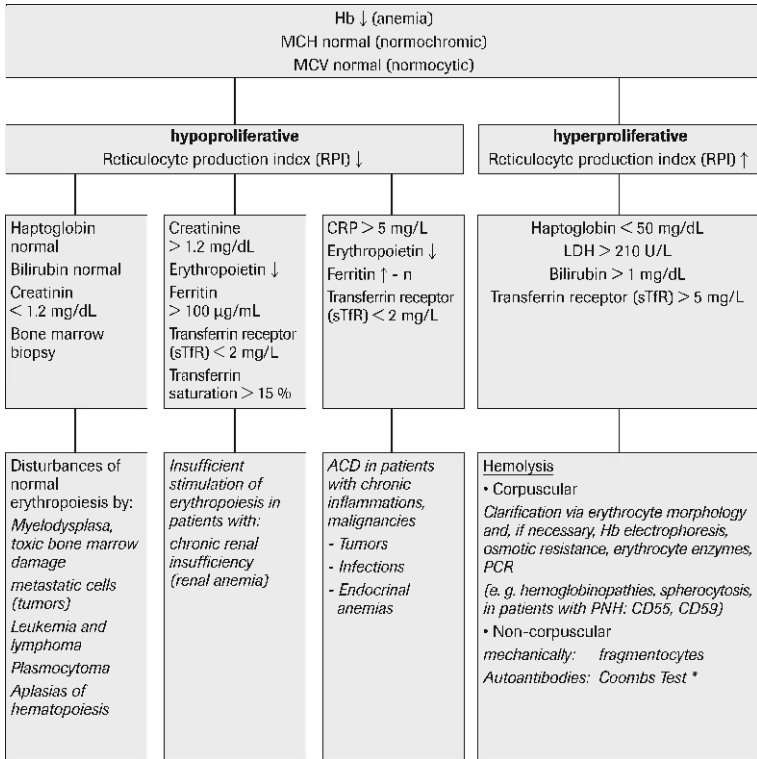 Hb ↓ (anemia)
MCH normal (normochromic)
MCV normal (normocytic)
hypoproliferative
Reticulocyte production index (RPI) ↓
hyperproliferative
Reticulocyte production index (RPI) ↑
Haptoglobin
normal
Bilirubin normal
Creatinin
< 1.2 mg/dL
Bone marrow
biopsy
Creatinine
> 1.2 mg/dL
Erythropoietin ↓
Ferritin
> 100 µg/mL
Transferrin receptor
(sTfR) < 2 mg/L
Transferrin
saturation > 15 %
CRP > 5 mg/L
Erythropoietin ↓
Ferritin ↑ - n
Transferrin receptor
(sTfR) < 2 mg/L
Haptoglobin < 50 mg/dL
LDH > 210 U/L
Bilirubin > 1 mg/dL
Transferrin receptor (sTfR) > 5 mg/L
Disturbances of
normal
erythropoiesis by:
Myelodysplasa,
toxic bone marrow
damage
metastatic cells
(tumors)
Leukemia and
lymphoma
Plasmocytoma
Aplasias of
hematopoiesis
Insufficient
stimulation of
erythropoiesis in
patients with:
chronic renal
insufficiency
(renal anemia)
ACD in patients
with chronic
inflammations,
malignancies
- Tumors
- Infections
- Endocrinal
anemias
Hemolysis
• Corpuscular
Clarification via erythrocyte morphology
and, if necessary, Hb electrophoresis,
osmotic resistance, erythrocyte enzymes,
PCR
(e. g. hemoglobinopathies, spherocytosis,
in patients with PNH: CD55, CD59)
• Non-corpuscular
mechanically: fragmentocytes
Autoantibodies: Coombs Test *